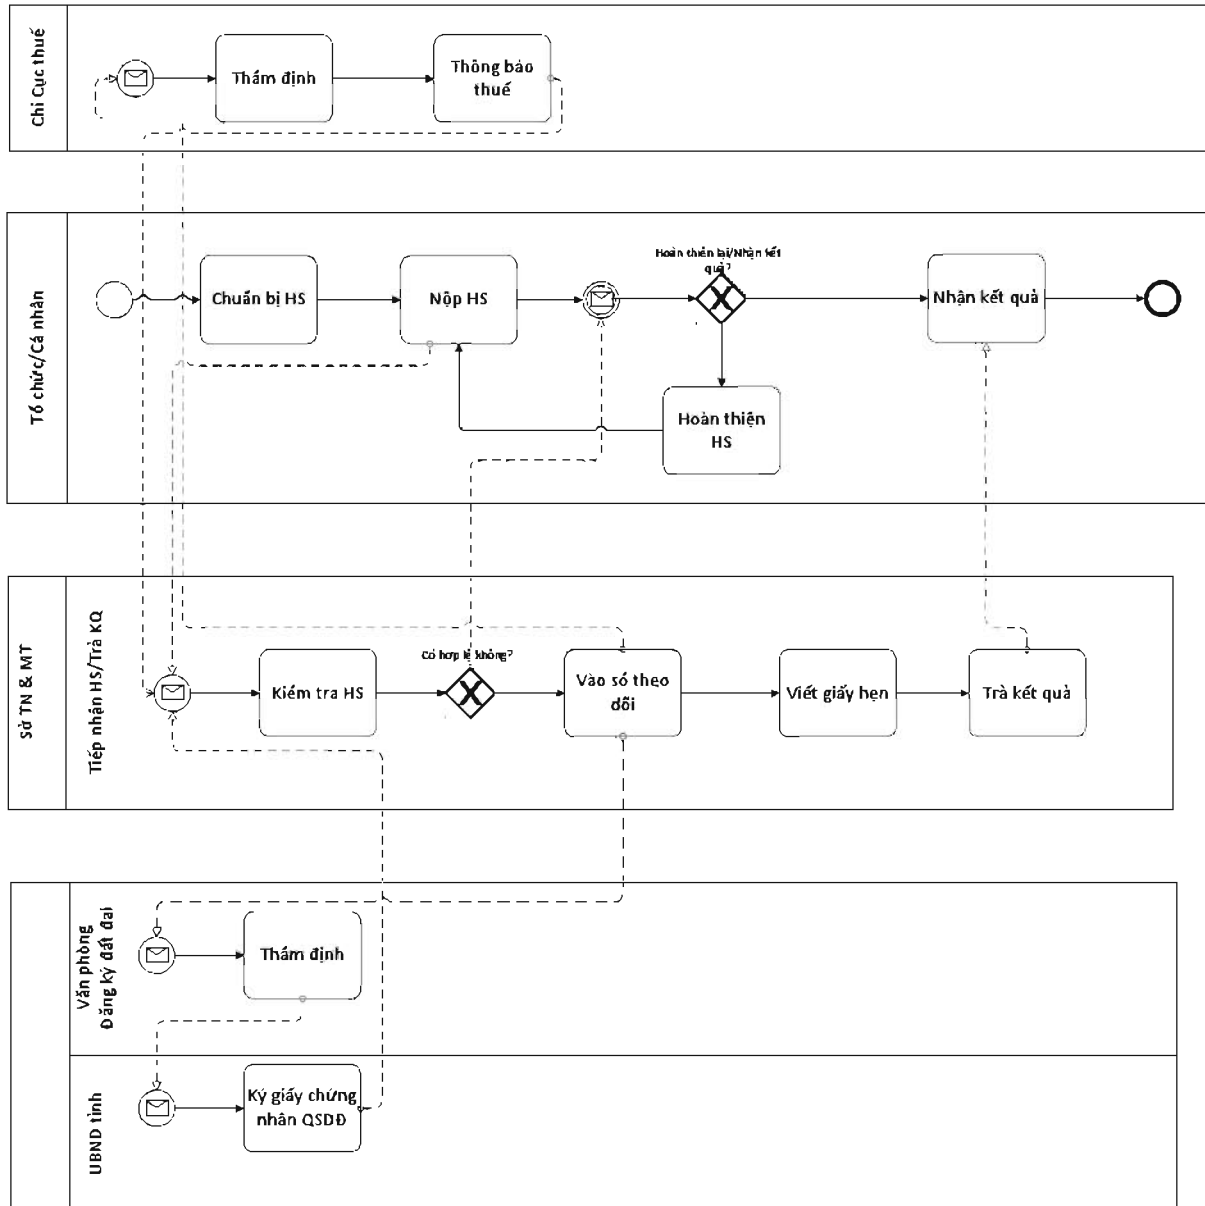 Chi Cục thuế
Thẩm định
Thông báo
thuế
Tổ chức/Cá nhân
Chuẩn bị HS
Nộp HS
Hoàn thiện lại/Nhận kết
quả?
Nhận kết quả
Hoàn thiện
HS
Sở TN & MT
Tiếp nhận HS/Trả KQ
Kiểm tra HS
Có hợp lệ không?
Vào sổ theo
dõi
Viết giấy hẹn
Trả kết quả
Văn phòng
Đăng ký đất đai
Thẩm định
UBND tỉnh
Ký giấy chứng
nhân QSDĐ